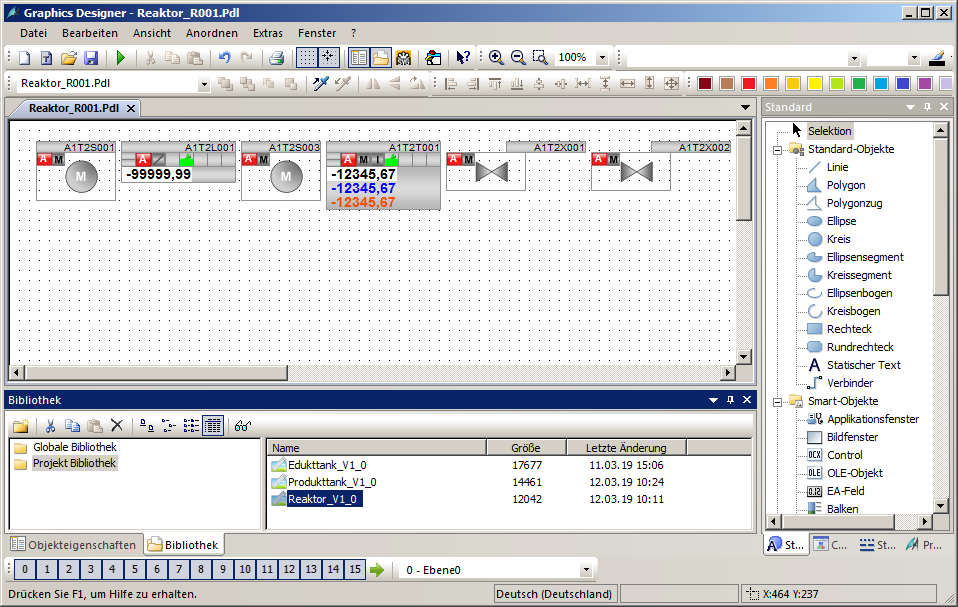 Graphics Designer - Reaktor_R001.Pdl
Datei Bearbeiten Ansicht Anordnen Extras Fenster ?
100%
Reaktor_R001.Pdl
Reaktor_R001.Pdl
Standard
A1T2S001 A1T2L001 A1T2S003 A1T2T001 A1T2X001 A1T2X002
A M A A M A M I A M A M
M -99999,99 M -12345,67
-12345,67
-12345,67
Selektion
Standard-Objekte
Linie
Polygon
Polygonzug
Ellipse
Kreis
Ellipsensegment
Kreissegment
Ellipsenbogen
Kreisbogen
Rechteck
Rundrechteck
A Statischer Text
Verbinder
Smart-Objekte
Applikationsfenster
Bildfenster
OCX Control
OLE OLE-Objekt
0.12 EA-Feld
Balken
A St... C... St... Pr...
Bibliothek
Globale Bibliothek
Projekt Bibliothek
Name Größe Letzte Änderung
Edukttank_V1_0 17677 11.03.19 15:06
Produkttank_V1_0 14461 12.03.19 10:24
Reaktor_V1_0 12042 12.03.19 10:11
Objekteigenschaften Bibliothek
0 1 2 3 4 5 6 7 8 9 10 11 12 13 14 15 0 - Ebene0
Drücken Sie F1, um Hilfe zu erhalten. Deutsch (Deutschland) X:464 Y:237